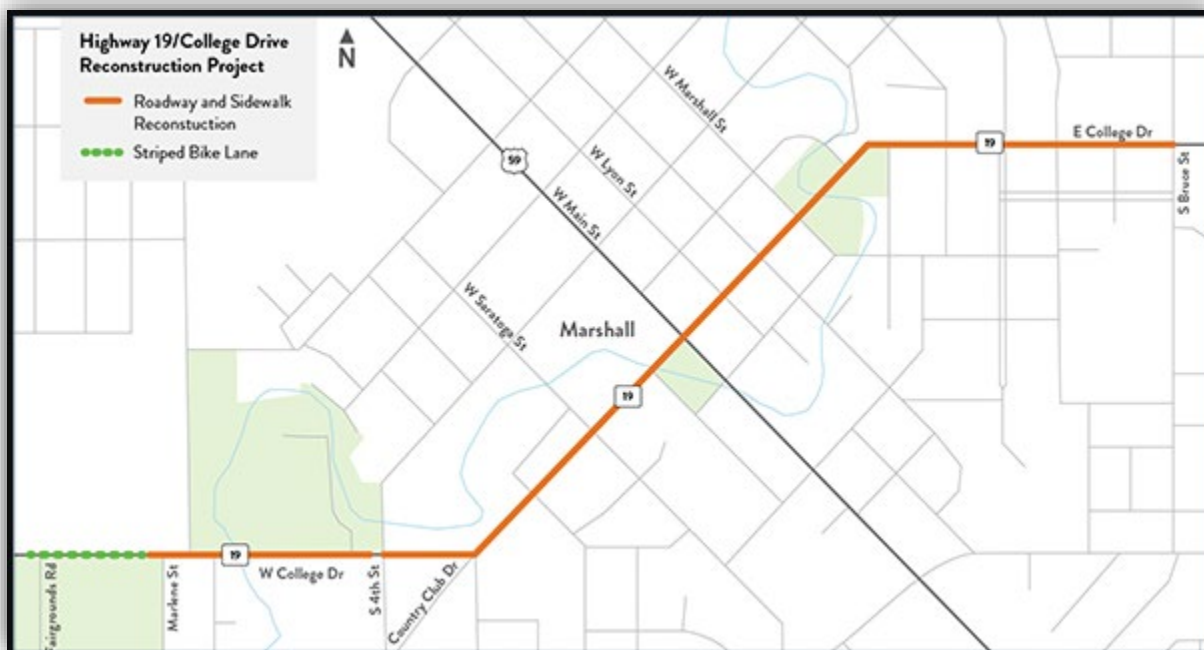 Highway 19/College Drive
Reconstruction Project
Roadway and Sidewalk
Reconstuction
Striped Bike Lane
N
W Marshall St
E College Dr
19
59
W Lyon St
S Bruce St
W Main St
W Saratoga St
Marshall
19
19
W College Dr
Fairgrounds Rd
Marlene St
S 4th St
Country Club Dr